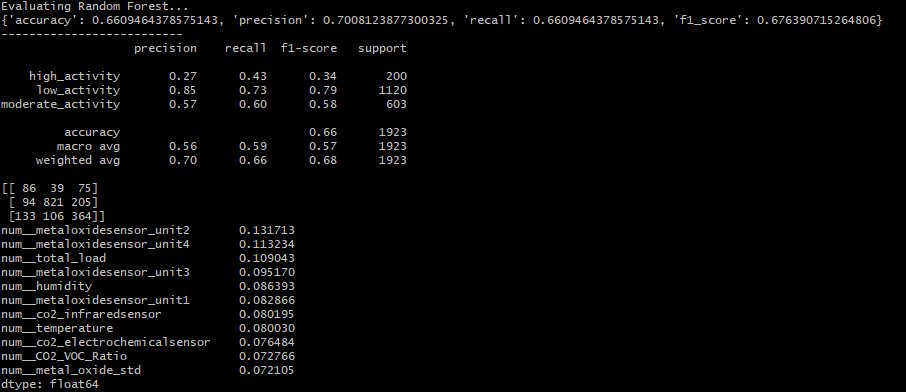 Evaluating Random Forest...
{'accuracy': 0.6609464378575143, 'precision': 0.7008123877300325, 'recall': 0.6609464378575143, 'f1_score': 0.676390715264806}
--------------------------
precision recall f1-score support
high_activity 0.27 0.43 0.34 200
low_activity 0.85 0.73 0.79 1120
moderate_activity 0.57 0.60 0.58 603
accuracy 0.66 1923
macro avg 0.56 0.59 0.57 1923
weighted avg 0.70 0.66 0.68 1923
[[ 86 39 75]
[ 94 821 205]
[133 106 364]]
num__metaloxidesensor_unit2 0.131713
num__metaloxidesensor_unit4 0.113234
num__total_load 0.109043
num__metaloxidesensor_unit3 0.095170
num__humidity 0.086393
num__metaloxidesensor_unit1 0.082866
num__co2_infraredsensor 0.080195
num__temperature 0.080030
num__co2_electrochemicalsensor 0.076484
num__CO2_VOC_Ratio 0.072766
num__metal_oxide_std 0.072105
dtype: float64